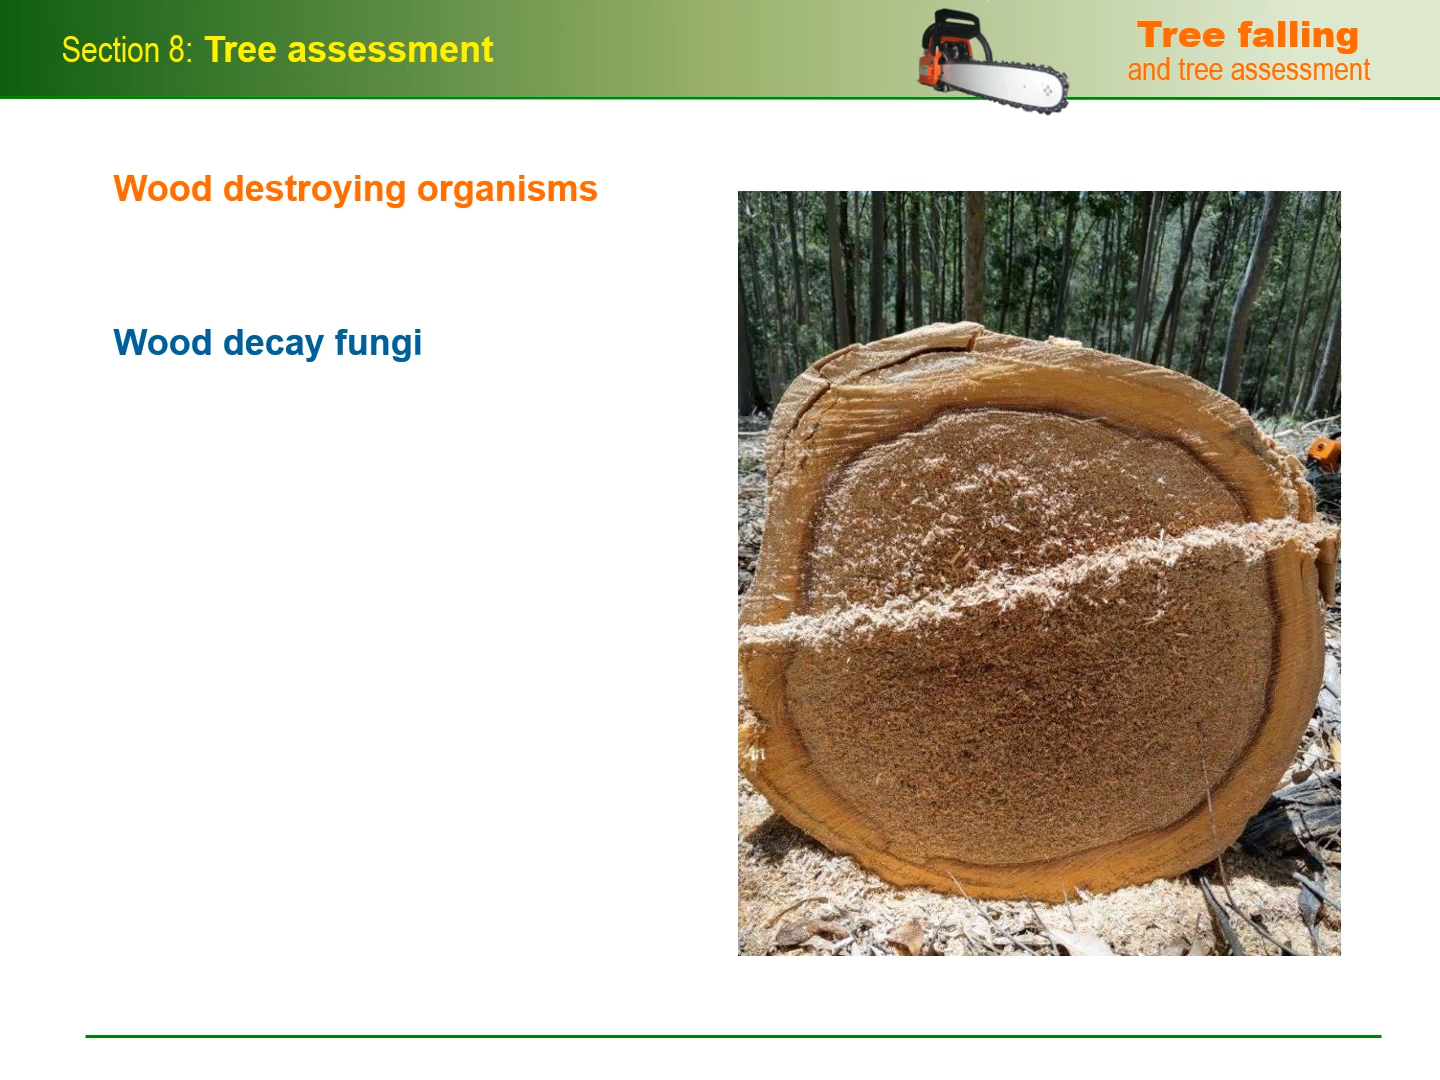 Section 8: Tree assessment
Tree falling
and tree assessment
Wood destroying organisms
Wood decay fungi